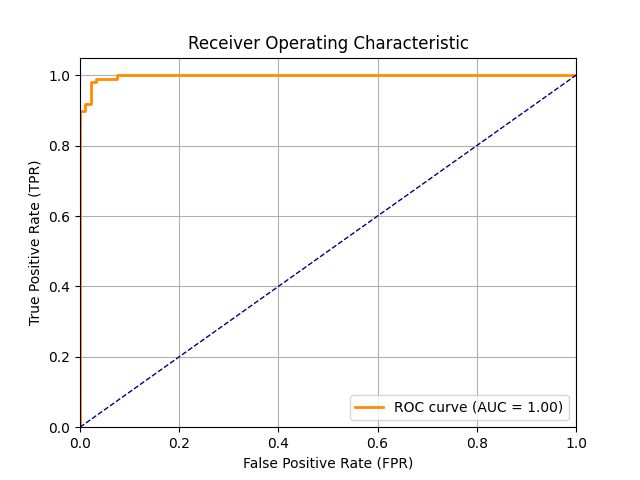 Receiver Operating Characteristic
True Positive Rate (TPR)
1.0
0.8
0.6
0.4
0.2
0.0
0.0 0.2 0.4 0.6 0.8 1.0
False Positive Rate (FPR)
ROC curve (AUC = 1.00)